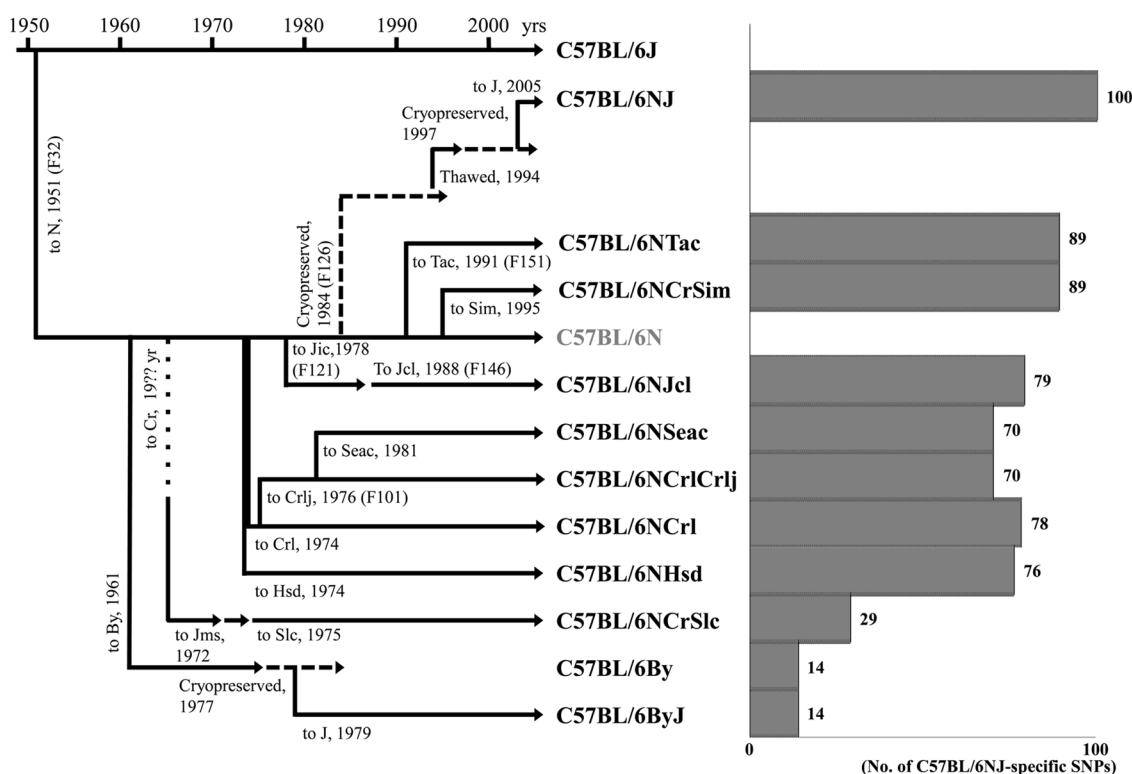 1950 1960 1970 1980 1990 2000 yrs
C57BL/6J
to J, 2005
C57BL/6NJ
100
Cryopreserved,
1997
Thawed, 1994
to N, 1951 (F32)
Cryopreserved,
1984 (F126)
C57BL/6NTac
89
to Tac, 1991 (F151)
C57BL/6NCrSim
89
to Sim, 1995
C57BL/6N
to Jic,1978
(F121)
To Jcl, 1988 (F146)
C57BL/6NJcl
79
to Cr, 19?? yr
C57BL/6NSeac
70
to Seac, 1981
C57BL/6NCrlCrlj
70
to Crlj, 1976 (F101)
C57BL/6NCrl
78
to Crl, 1974
C57BL/6NHsd
76
to Hsd, 1974
to By, 1961
C57BL/6NCrSlc
29
to Jms,
1972
to Slc, 1975
C57BL/6By
14
Cryopreserved,
1977
C57BL/6ByJ
14
to J, 1979
0 100
(No. of C57BL/6NJ-specific SNPs)